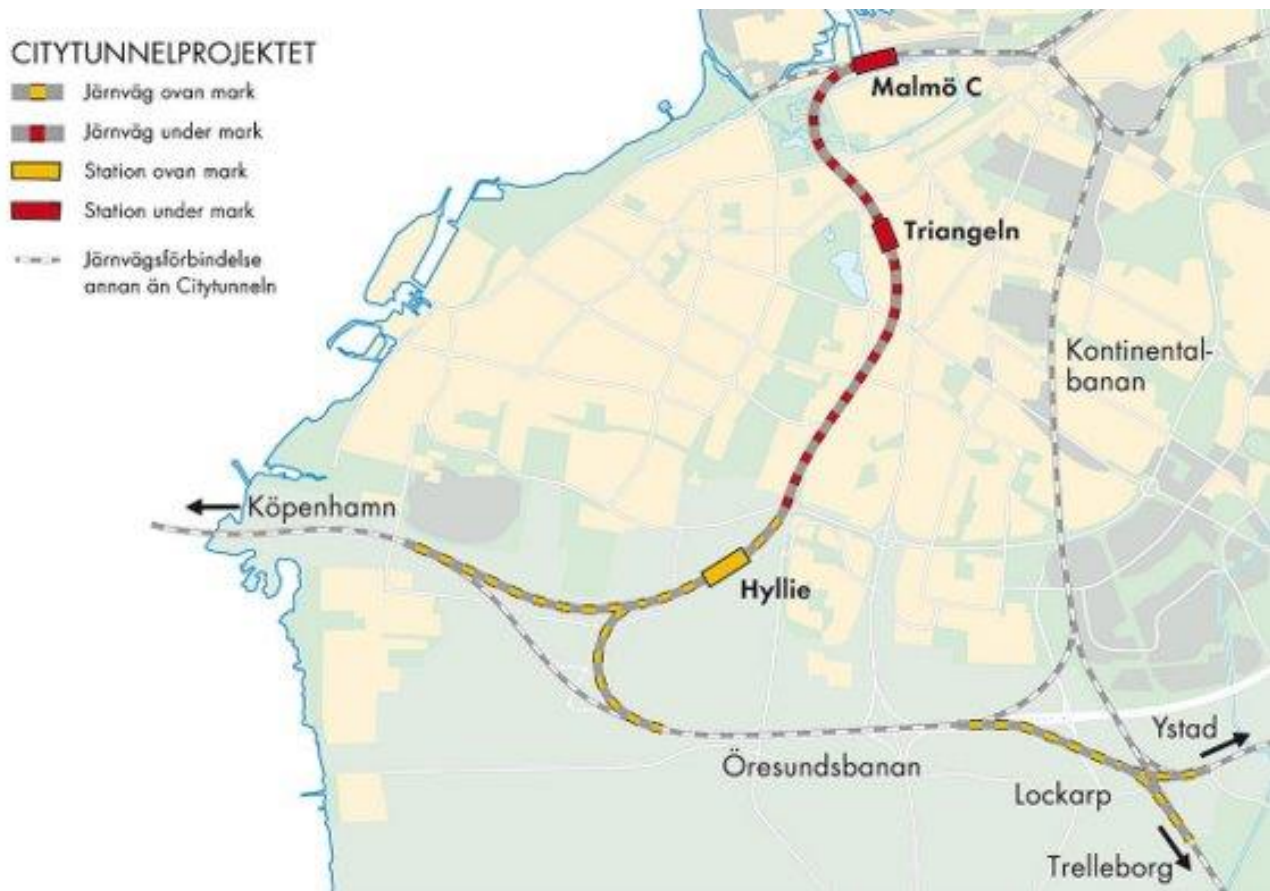 CITYTUNNELPROJEKTET
Järnväg ovan mark
Järnväg under mark
Station ovan mark
Station under mark
Järnvägsförbindelse
annan än Citytunneln
Malmö C
Triangeln
Kontinental-
banan
Köpenhamn
Hyllie
Ystad
Öresundsbanan
Lockarp
Trelleborg